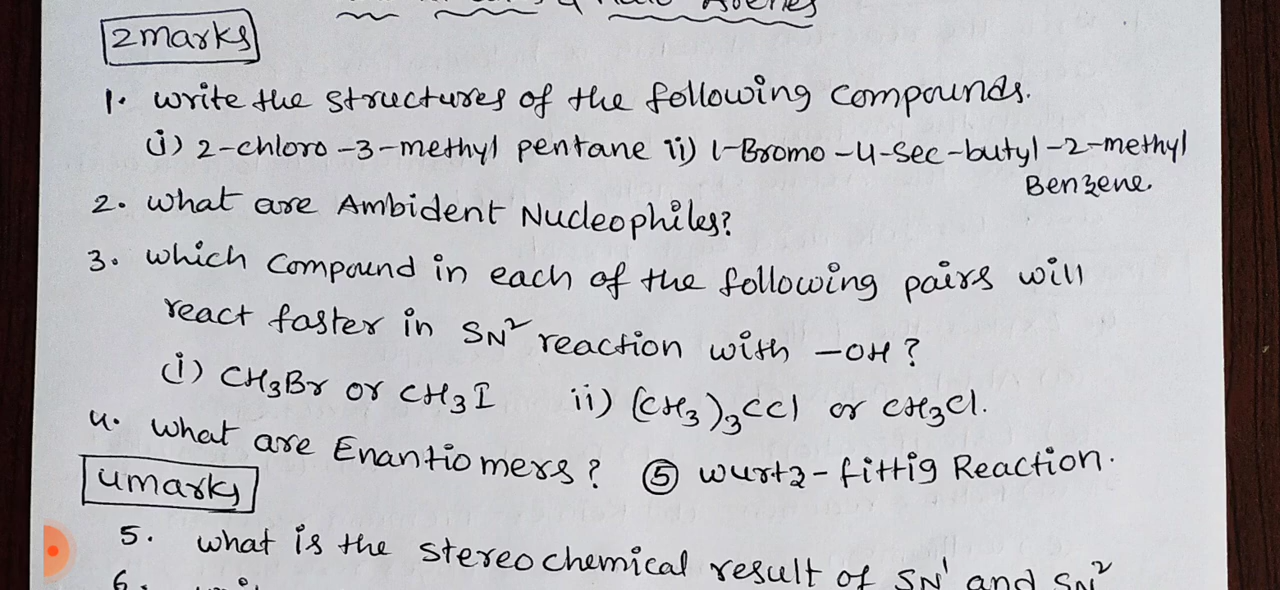 2marks
1. write the structures of the following compounds.
i) 2-chloro-3-methyl pentane ii) 1-Bromo-4-sec-butyl-2-methyl
Benzene.
2. what are Ambident Nucleophiles?
3. which compound in each of the following pairs will
react faster in SN² reaction with -OH?
(i) CH₃Br or CH₃I ii) (CH₃)₃CCl or CH₃Cl.
4. what are Enantiomers? ⑤ wurtz-fittig Reaction.
4marks
5. what is the stereochemical result of SN¹ and SN²
6.